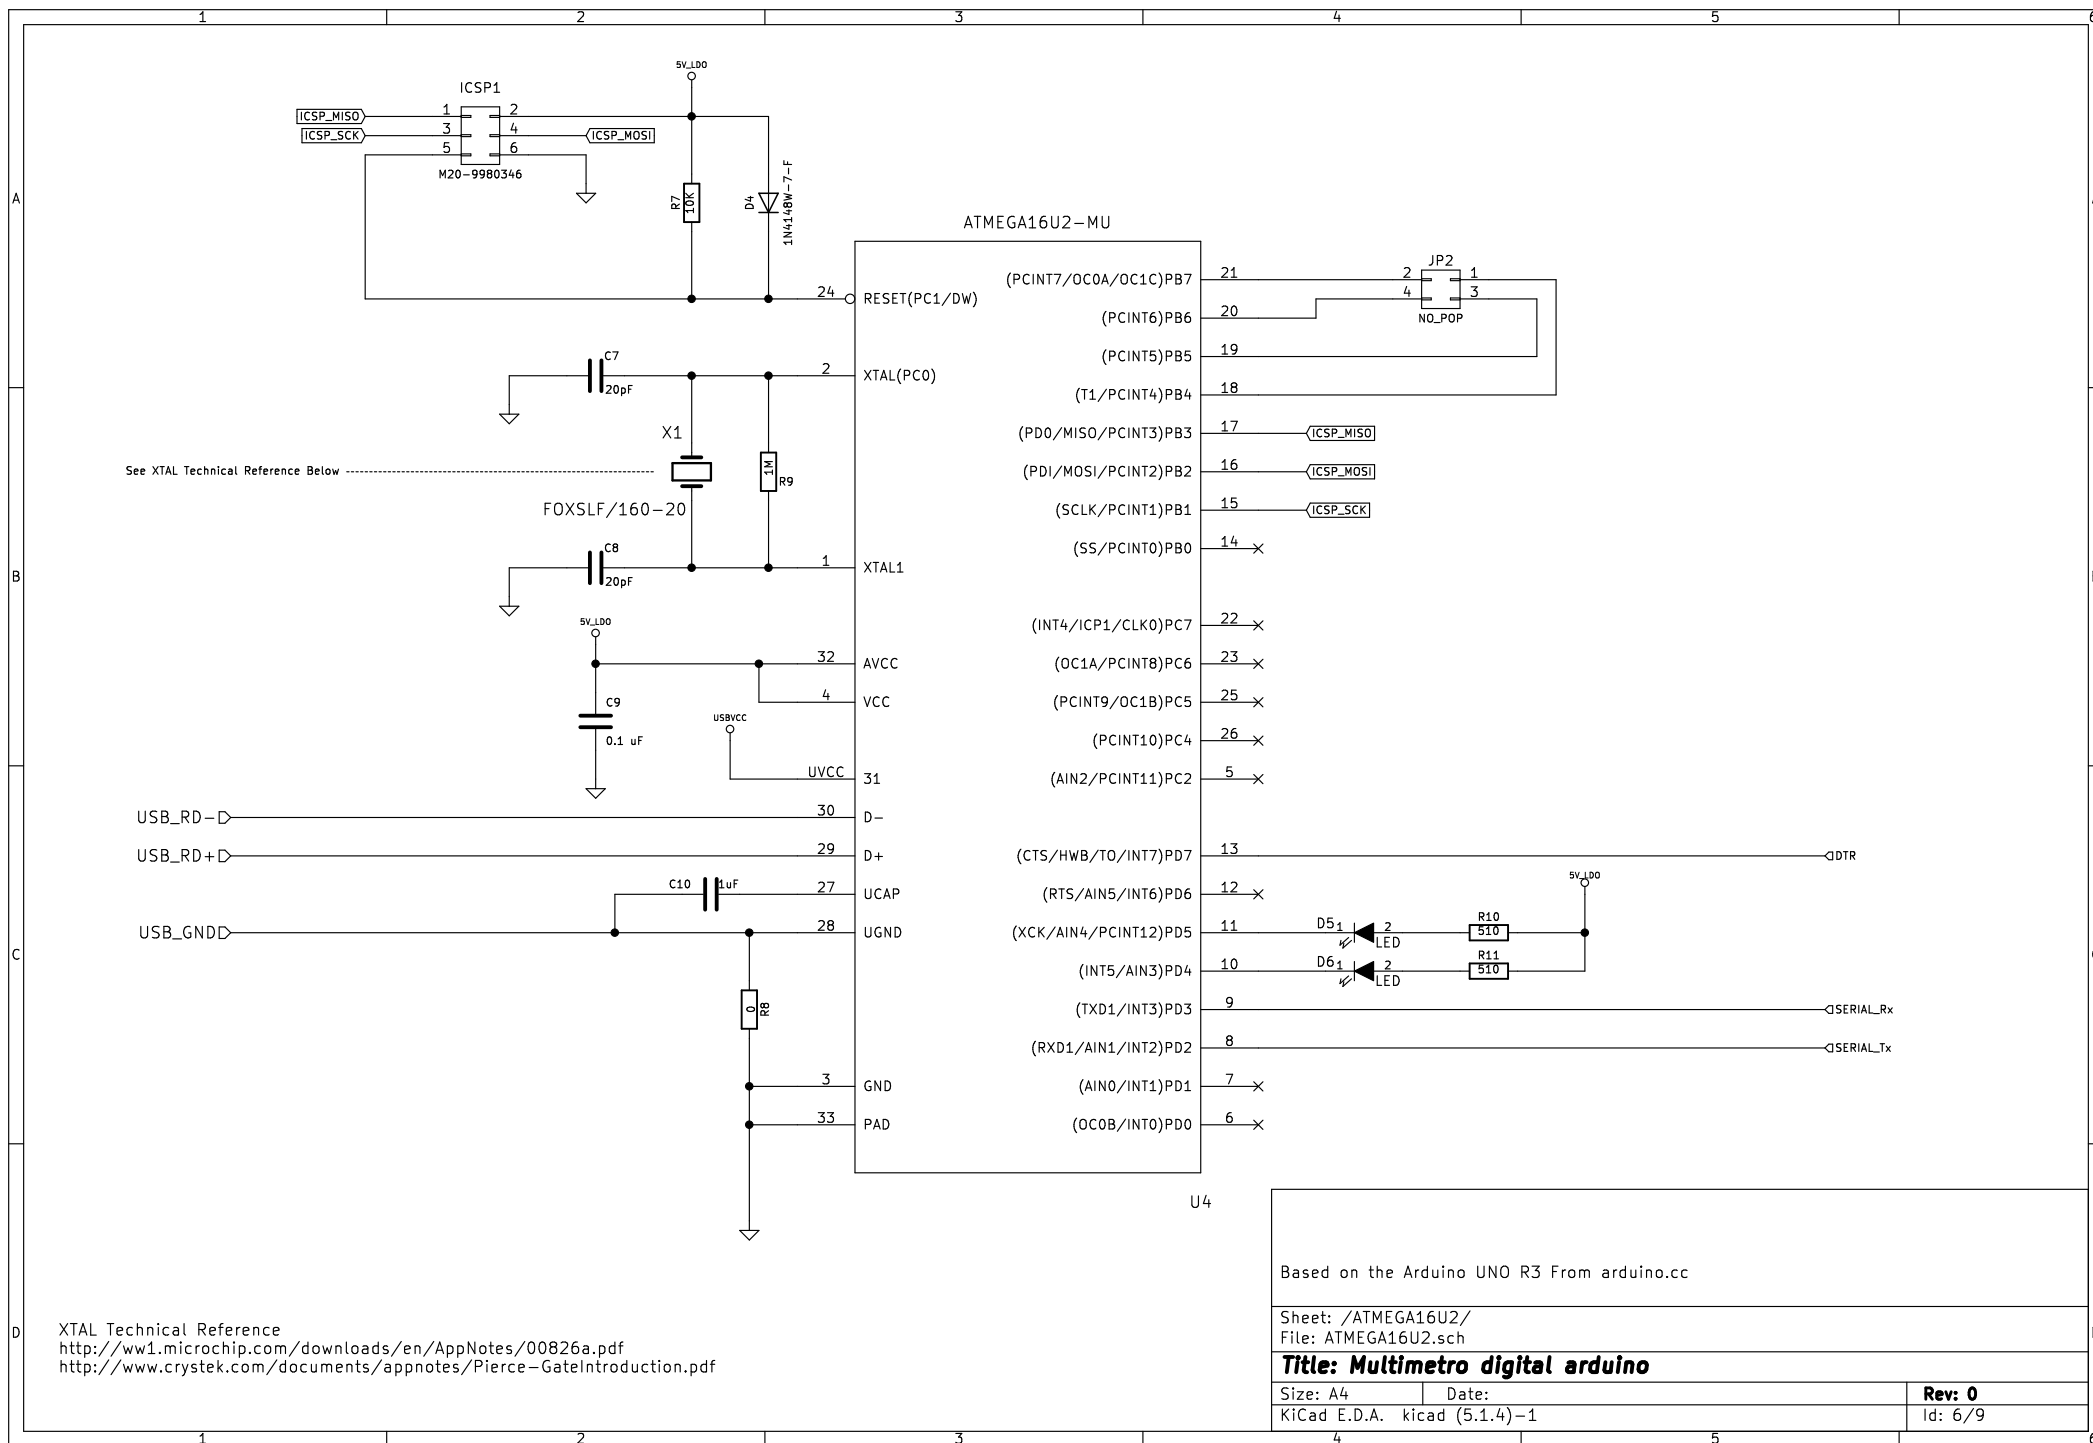 1 2 3 4 5 6
5V_LDO
ICSP1
ICSP_MISO 1 2
ICSP_SCK 3 4 ICSP_MOSI
5 6
M20-9980346
R7 10K
D4 1N4148W-7-F
A
ATMEGA16U2-MU
24 RESET(PC1/DW)
(PCINT7/OC0A/OC1C)PB7 21
JP2
2 1
4 3
NO_POP
(PCINT6)PB6 20
(PCINT5)PB5 19
(T1/PCINT4)PB4 18
C7
20pF
2 XTAL(PC0)
X1
(PD0/MISO/PCINT3)PB3 17 ICSP_MISO
See XTAL Technical Reference Below
1M
R9
(PDI/MOSI/PCINT2)PB2 16 ICSP_MOSI
FOXSLF/160-20
(SCLK/PCINT1)PB1 15 ICSP_SCK
(SS/PCINT0)PB0 14
C8
20pF
1 XTAL1
B
5V_LDO
(INT4/ICP1/CLK0)PC7 22
32 AVCC
(OC1A/PCINT8)PC6 23
4 VCC
(PCINT9/OC1B)PC5 25
C9
0.1 uF
USBVCC
(PCINT10)PC4 26
UVCC 31
(AIN2/PCINT11)PC2 5
USB_RD- 30 D-
USB_RD+ 29 D+
(CTS/HWB/TO/INT7)PD7 13 DTR
C10 1uF 27 UCAP
(RTS/AIN5/INT6)PD6 12
5V_LDO
USB_GND 28 UGND
(XCK/AIN4/PCINT12)PD5 11
D5 1 2 LED
R10
510
C
(INT5/AIN3)PD4 10
D6 1 2 LED
R11
510
0 R8
(TXD1/INT3)PD3 9 SERIAL_Rx
(RXD1/AIN1/INT2)PD2 8 SERIAL_Tx
3 GND
(AIN0/INT1)PD1 7
33 PAD
(OC0B/INT0)PD0 6
U4
Based on the Arduino UNO R3 From arduino.cc
Sheet: /ATMEGA16U2/
File: ATMEGA16U2.sch
Title: Multimetro digital arduino
Size: A4 Date: Rev: 0
KiCad E.D.A. kicad (5.1.4)-1 Id: 6/9
D
XTAL Technical Reference
http://ww1.microchip.com/downloads/en/AppNotes/00826a.pdf
http://www.crystek.com/documents/appnotes/Pierce-GateIntroduction.pdf
1 2 3 4 5 6